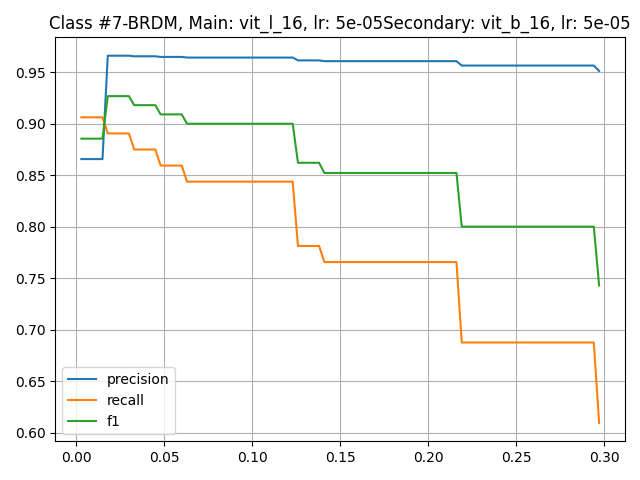 Class #7-BRDM, Main: vit_l_16, lr: 5e-05Secondary: vit_b_16, lr: 5e-05
0.95
0.90
0.85
0.80
0.75
0.70
0.65
0.60
precision
recall
f1
0.00 0.05 0.10 0.15 0.20 0.25 0.30